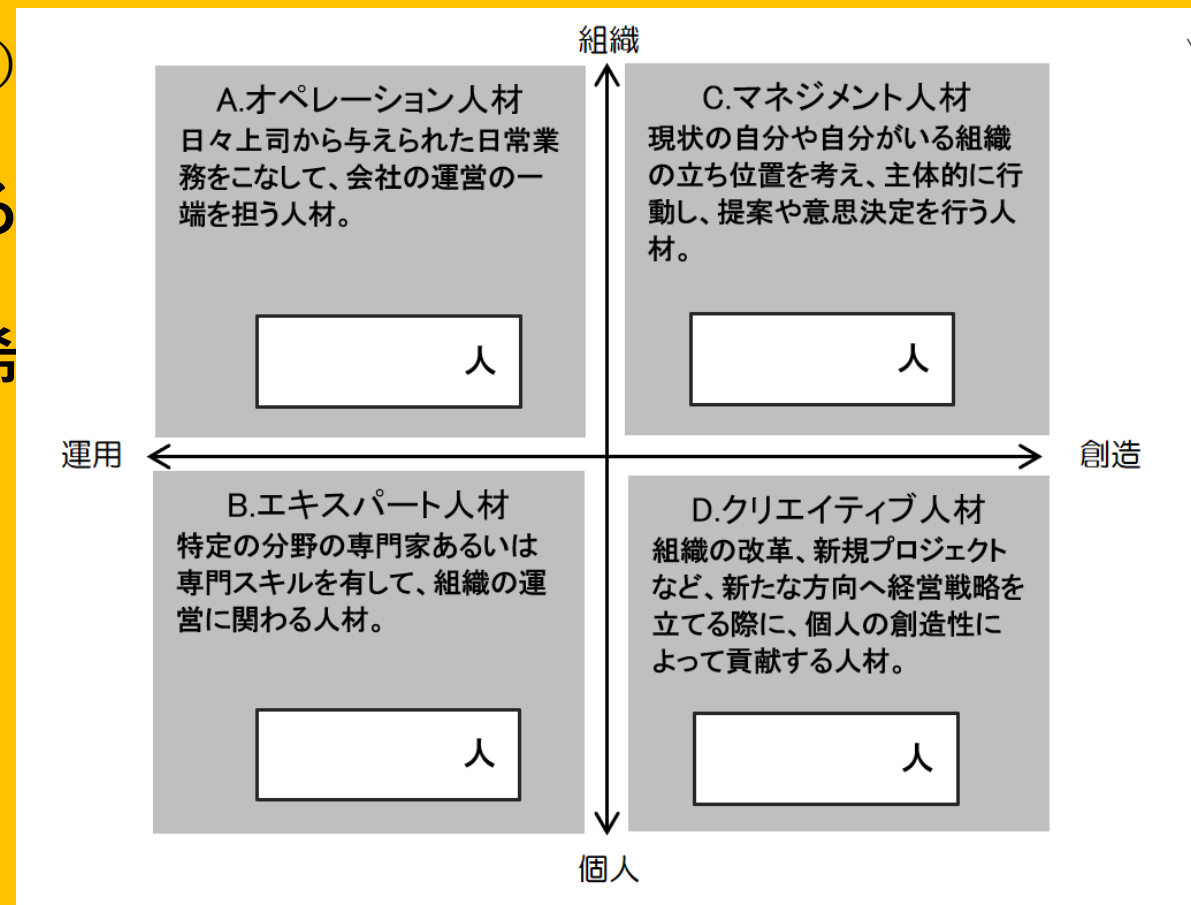 ）
る
組織
A.オペレーション人材
日々上司から与えられた日常業
務をこなして、会社の運営の一
端を担う人材。
人
C.マネジメント人材
現状の自分や自分がいる組織
の立ち位置を考え、主体的に行
動し、提案や意思決定を行う人
材。
人
運用
創造
B.エキスパート人材
特定の分野の専門家あるいは
専門スキルを有して、組織の運
営に関わる人材。
人
D.クリエイティブ人材
組織の改革、新規プロジェクト
など、新たな方向へ経営戦略を
立てる際に、個人の創造性に
よって貢献する人材。
人
個人